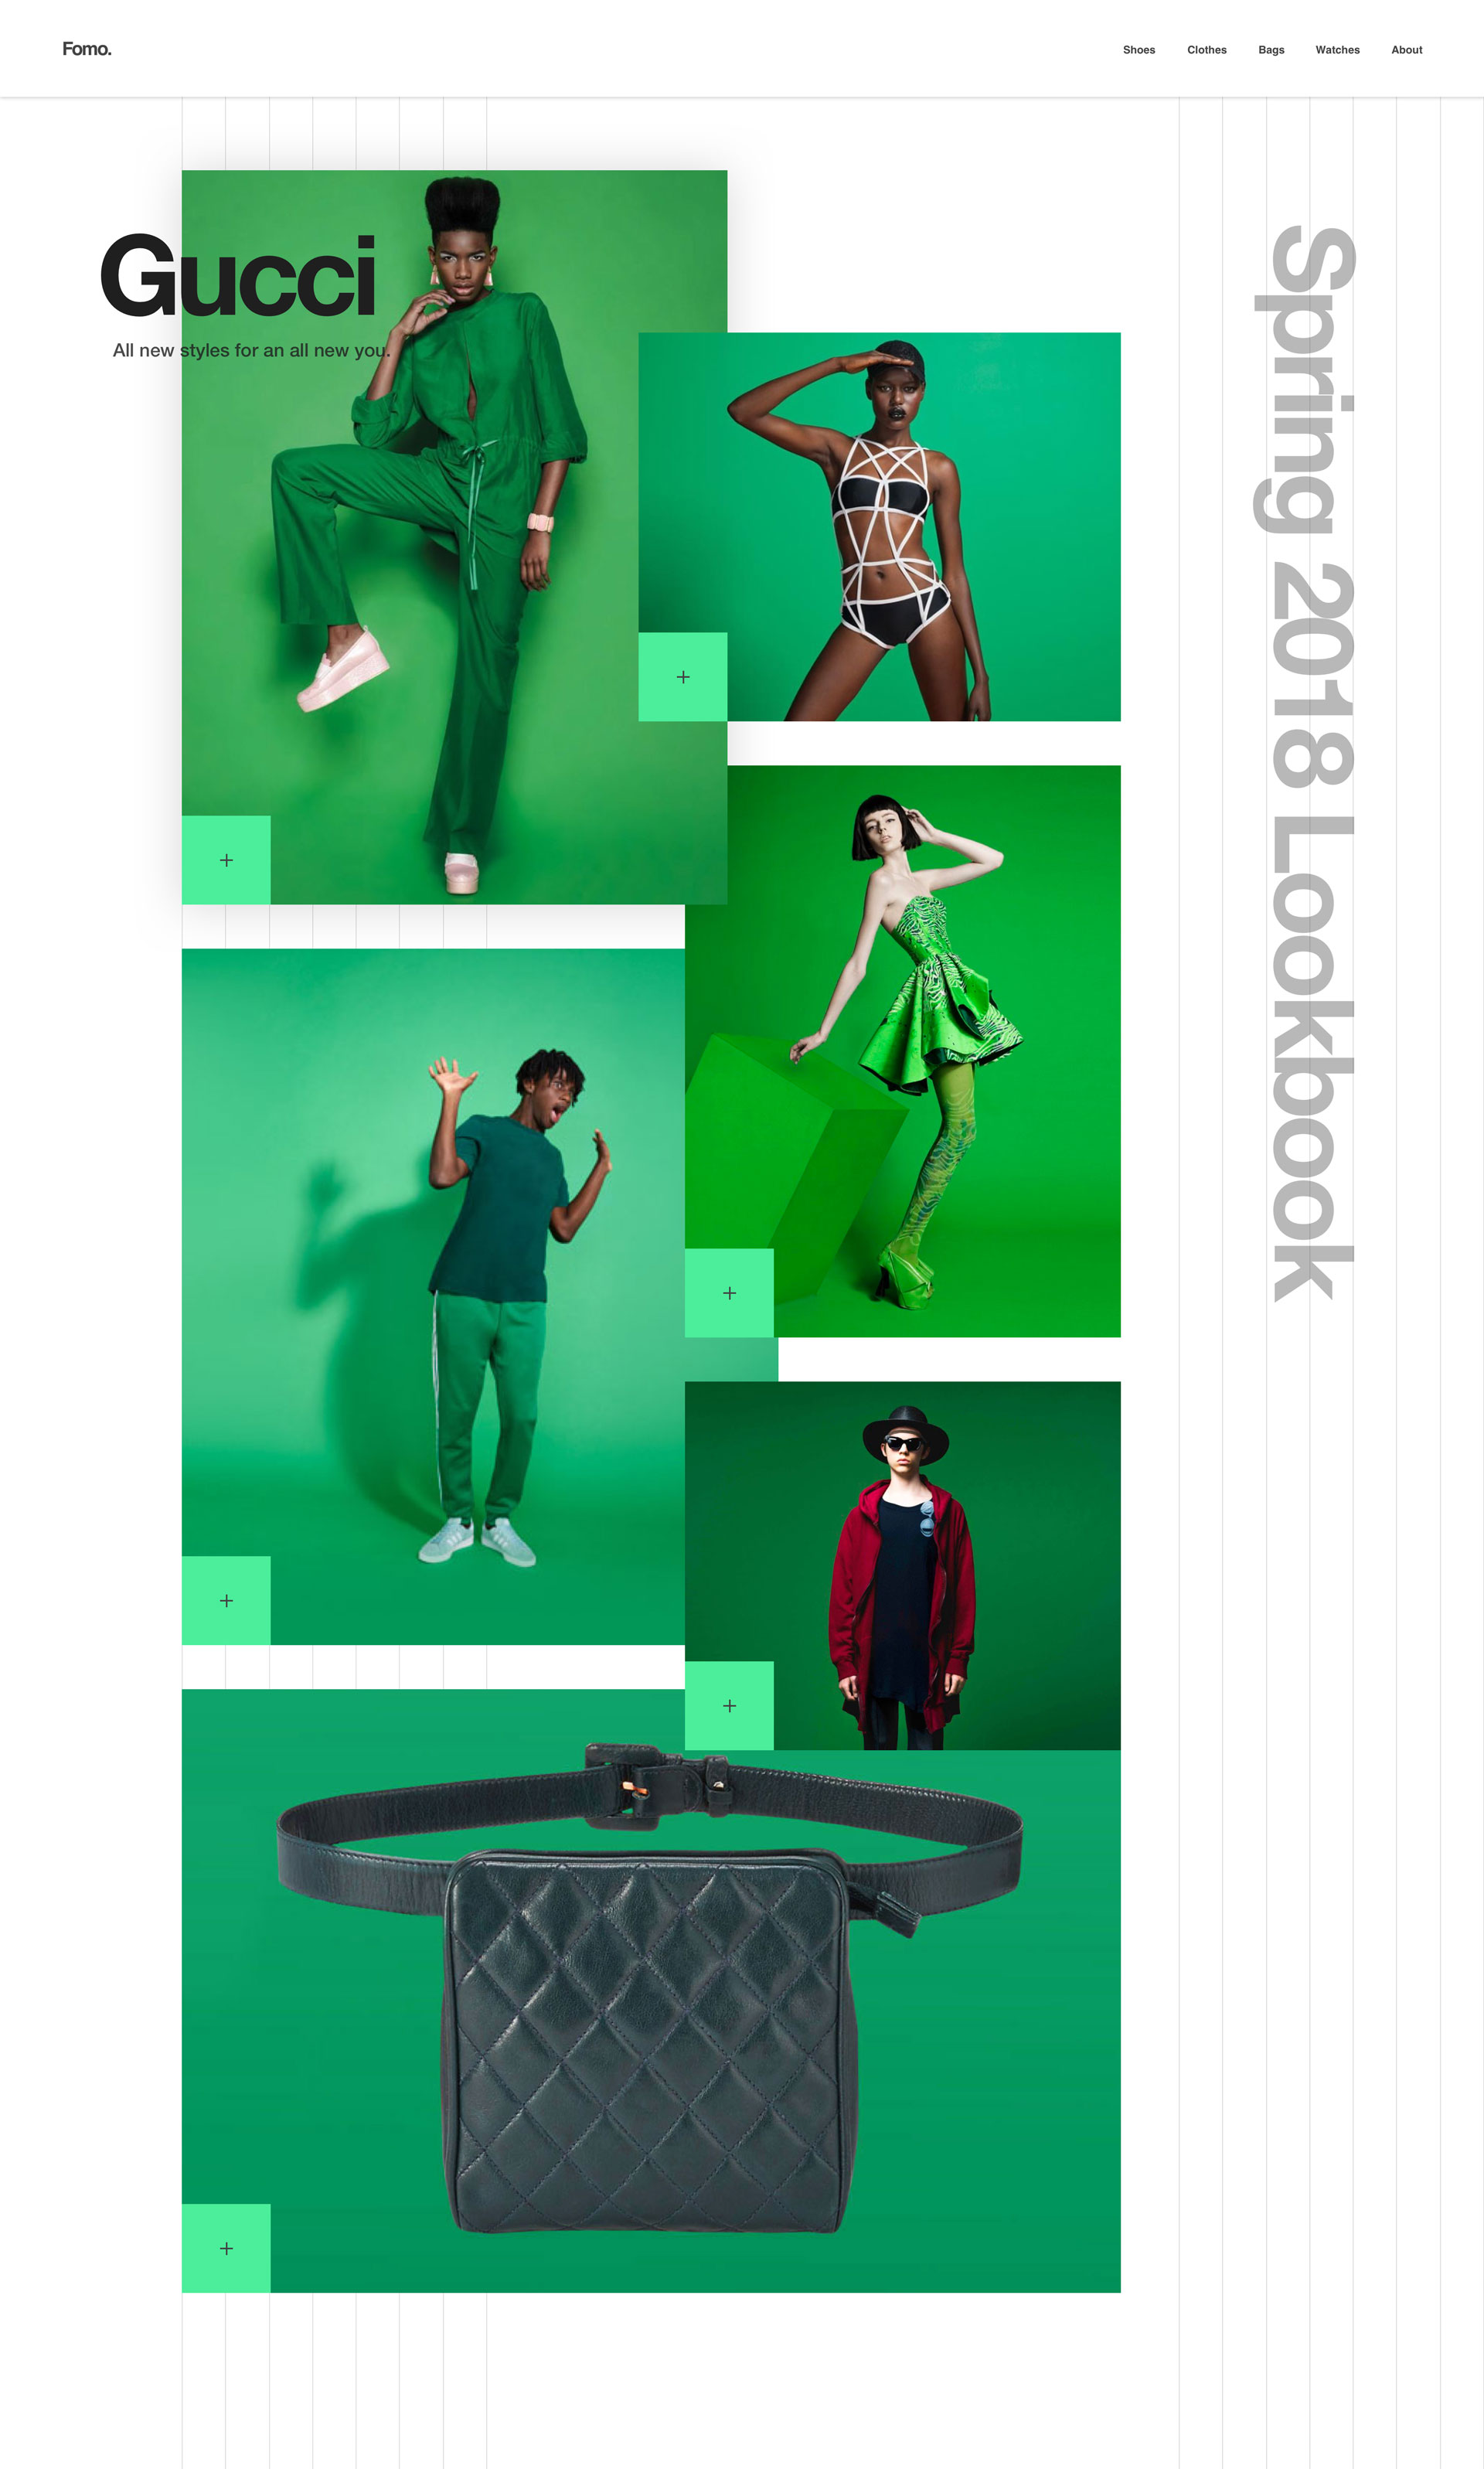 Fomo.
Shoes Clothes Bags Watches About
Gucci
All new styles for an all new you.
Spring 2018 Lookbook
+
+
+
+
+
+